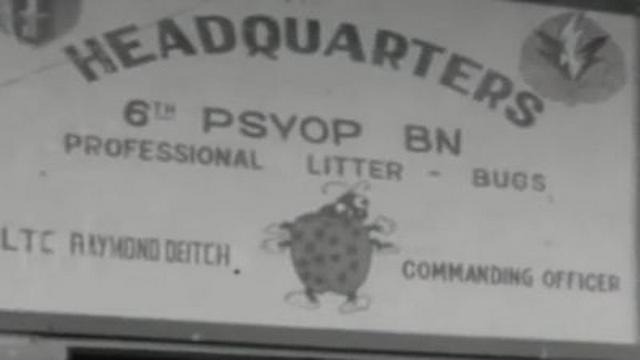 HEADQUARTERS
6TH PSYOP BN
PROFESSIONAL LITTER - BUGS
LTC RAYMOND DEITCH. COMMANDING OFFICER